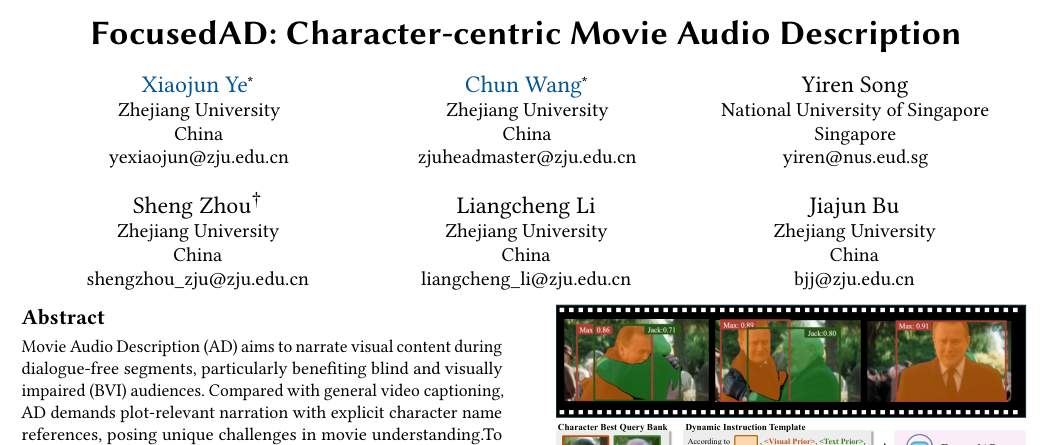 FocusedAD: Character-centric Movie Audio Description
Xiaojun Ye*
Zhejiang University
China
yexiaojun@zju.edu.cn
Chun Wang*
Zhejiang University
China
zjuheadmaster@zju.edu.cn
Yiren Song
National University of Singapore
Singapore
yiren@nus.eud.sg
Sheng Zhou†
Zhejiang University
China
shengzhou_zju@zju.edu.cn
Liangcheng Li
Zhejiang University
China
liangcheng_li@zju.edu.cn
Jiajun Bu
Zhejiang University
China
bjj@zju.edu.cn
Abstract
Movie Audio Description (AD) aims to narrate visual content during
dialogue-free segments, particularly benefiting blind and visually
impaired (BVI) audiences. Compared with general video captioning,
AD demands plot-relevant narration with explicit character name
references, posing unique challenges in movie understanding.To
Max: 0.86
Jack:0.71
Max: 0.89
Jack:0.80
Max: 0.91
Character Best Query Bank
Dynamic Instruction Template
According to
, <Visual Prior>, <Text Prior>,